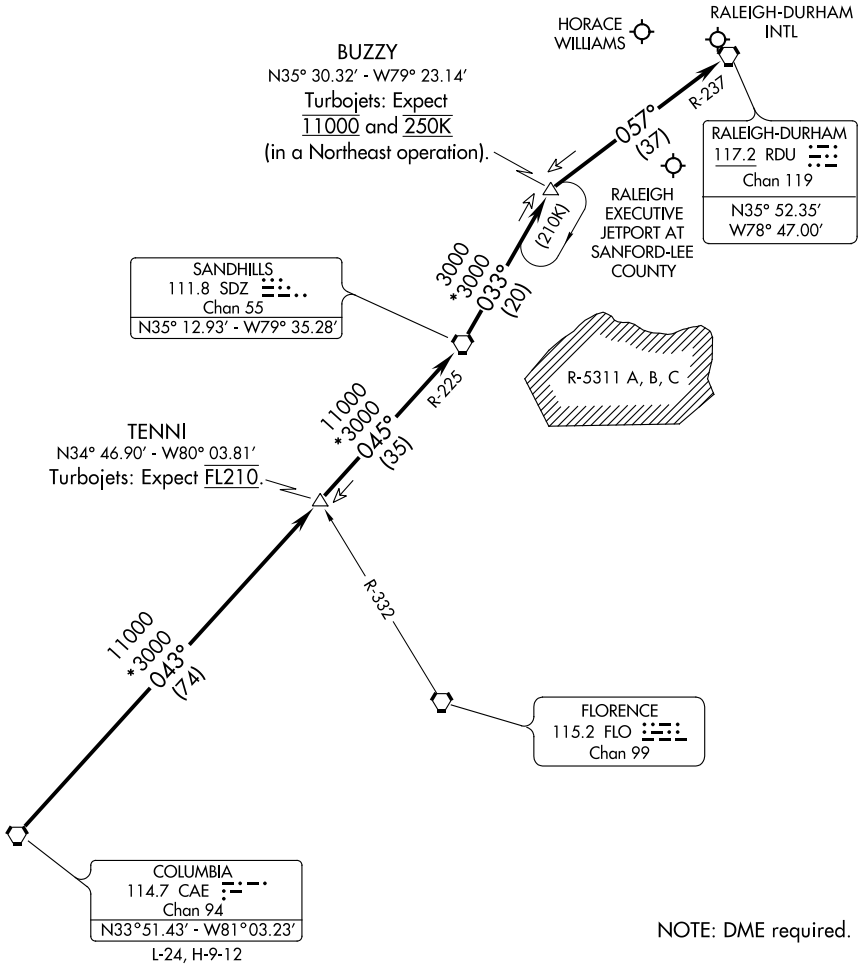 RALEIGH-DURHAM
INTL
HORACE
WILLIAMS
BUZZY
N35° 30.32' - W79° 23.14'
Turbojets: Expect
11000 and 250K
(in a Northeast operation).
R-237
057°
(37)
RALEIGH-DURHAM
117.2 RDU
Chan 119
N35° 52.35'
W78° 47.00'
RALEIGH
EXECUTIVE
JETPORT AT
SANFORD-LEE
COUNTY
(210K)
3000
*3000
033°
(20)
SANDHILLS
111.8 SDZ
Chan 55
N35° 12.93' - W79° 35.28'
R-5311 A, B, C
R-225
11000
*3000
045°
(35)
TENNI
N34° 46.90' - W80° 03.81'
Turbojets: Expect FL210.
R-332
11000
*3000
043°
(74)
FLORENCE
115.2 FLO
Chan 99
COLUMBIA
114.7 CAE
Chan 94
N33°51.43' - W81°03.23'
L-24, H-9-12
NOTE: DME required.